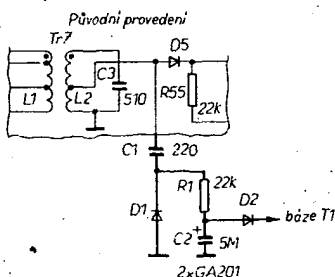 Původní provedení
Tr7
D5
C3
R55
L1
L2
510
22k
C1
220
R1
22k
D2
D1
báze T1
C2
+
5M
2xGA201